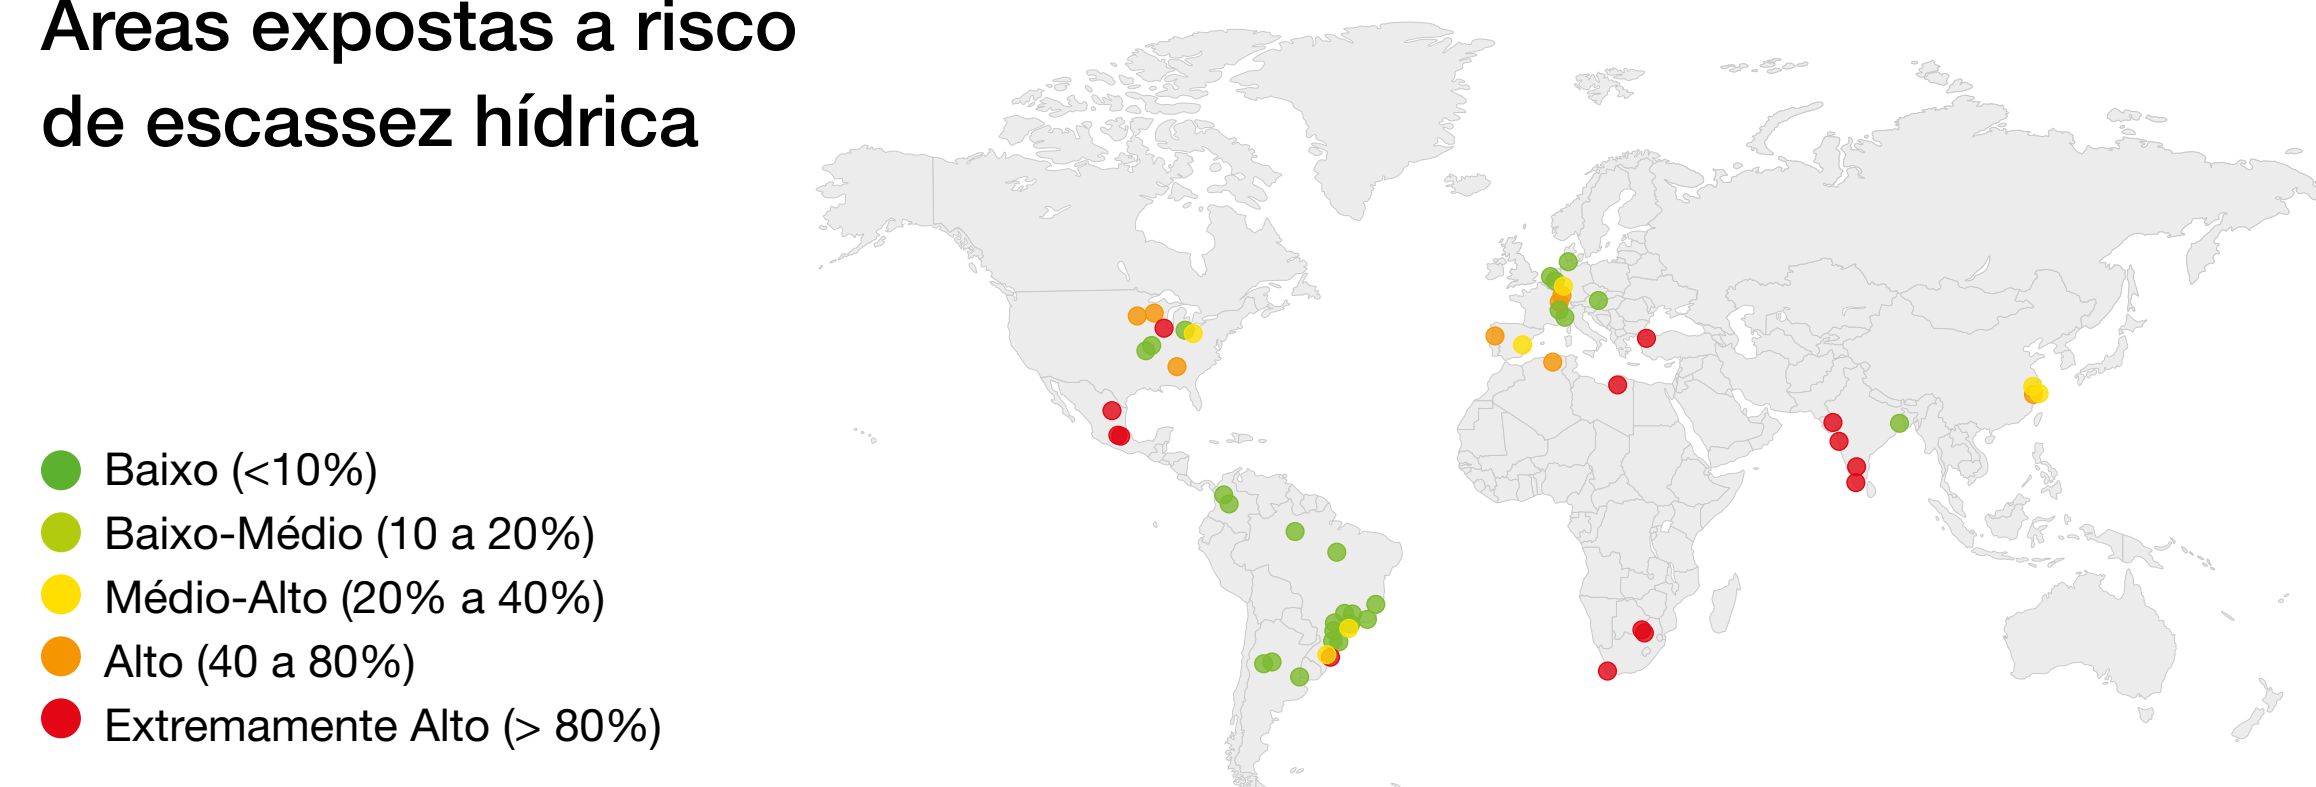 Áreas expostas a risco
de escassez hídrica
Baixo (<10%)
Baixo-Médio (10 a 20%)
Médio-Alto (20% a 40%)
Alto (40 a 80%)
Extremamente Alto (> 80%)